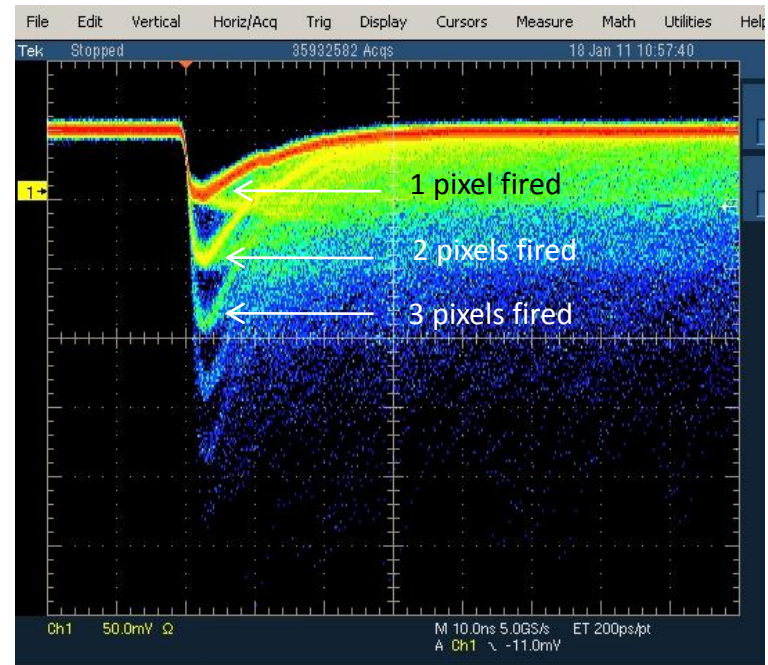 File Edit Vertical Horiz/Acq Trig Display Cursors Measure Math Utilities Help
Tek Stopped 35932582 Acqs 18 Jan 11 10:57:40
1 pixel fired
1
2 pixels fired
3 pixels fired
Ch1 50.0mV Ω M 10.0ns 5.0GS/s ET 200ps/pt
A Ch1 -11.0mV